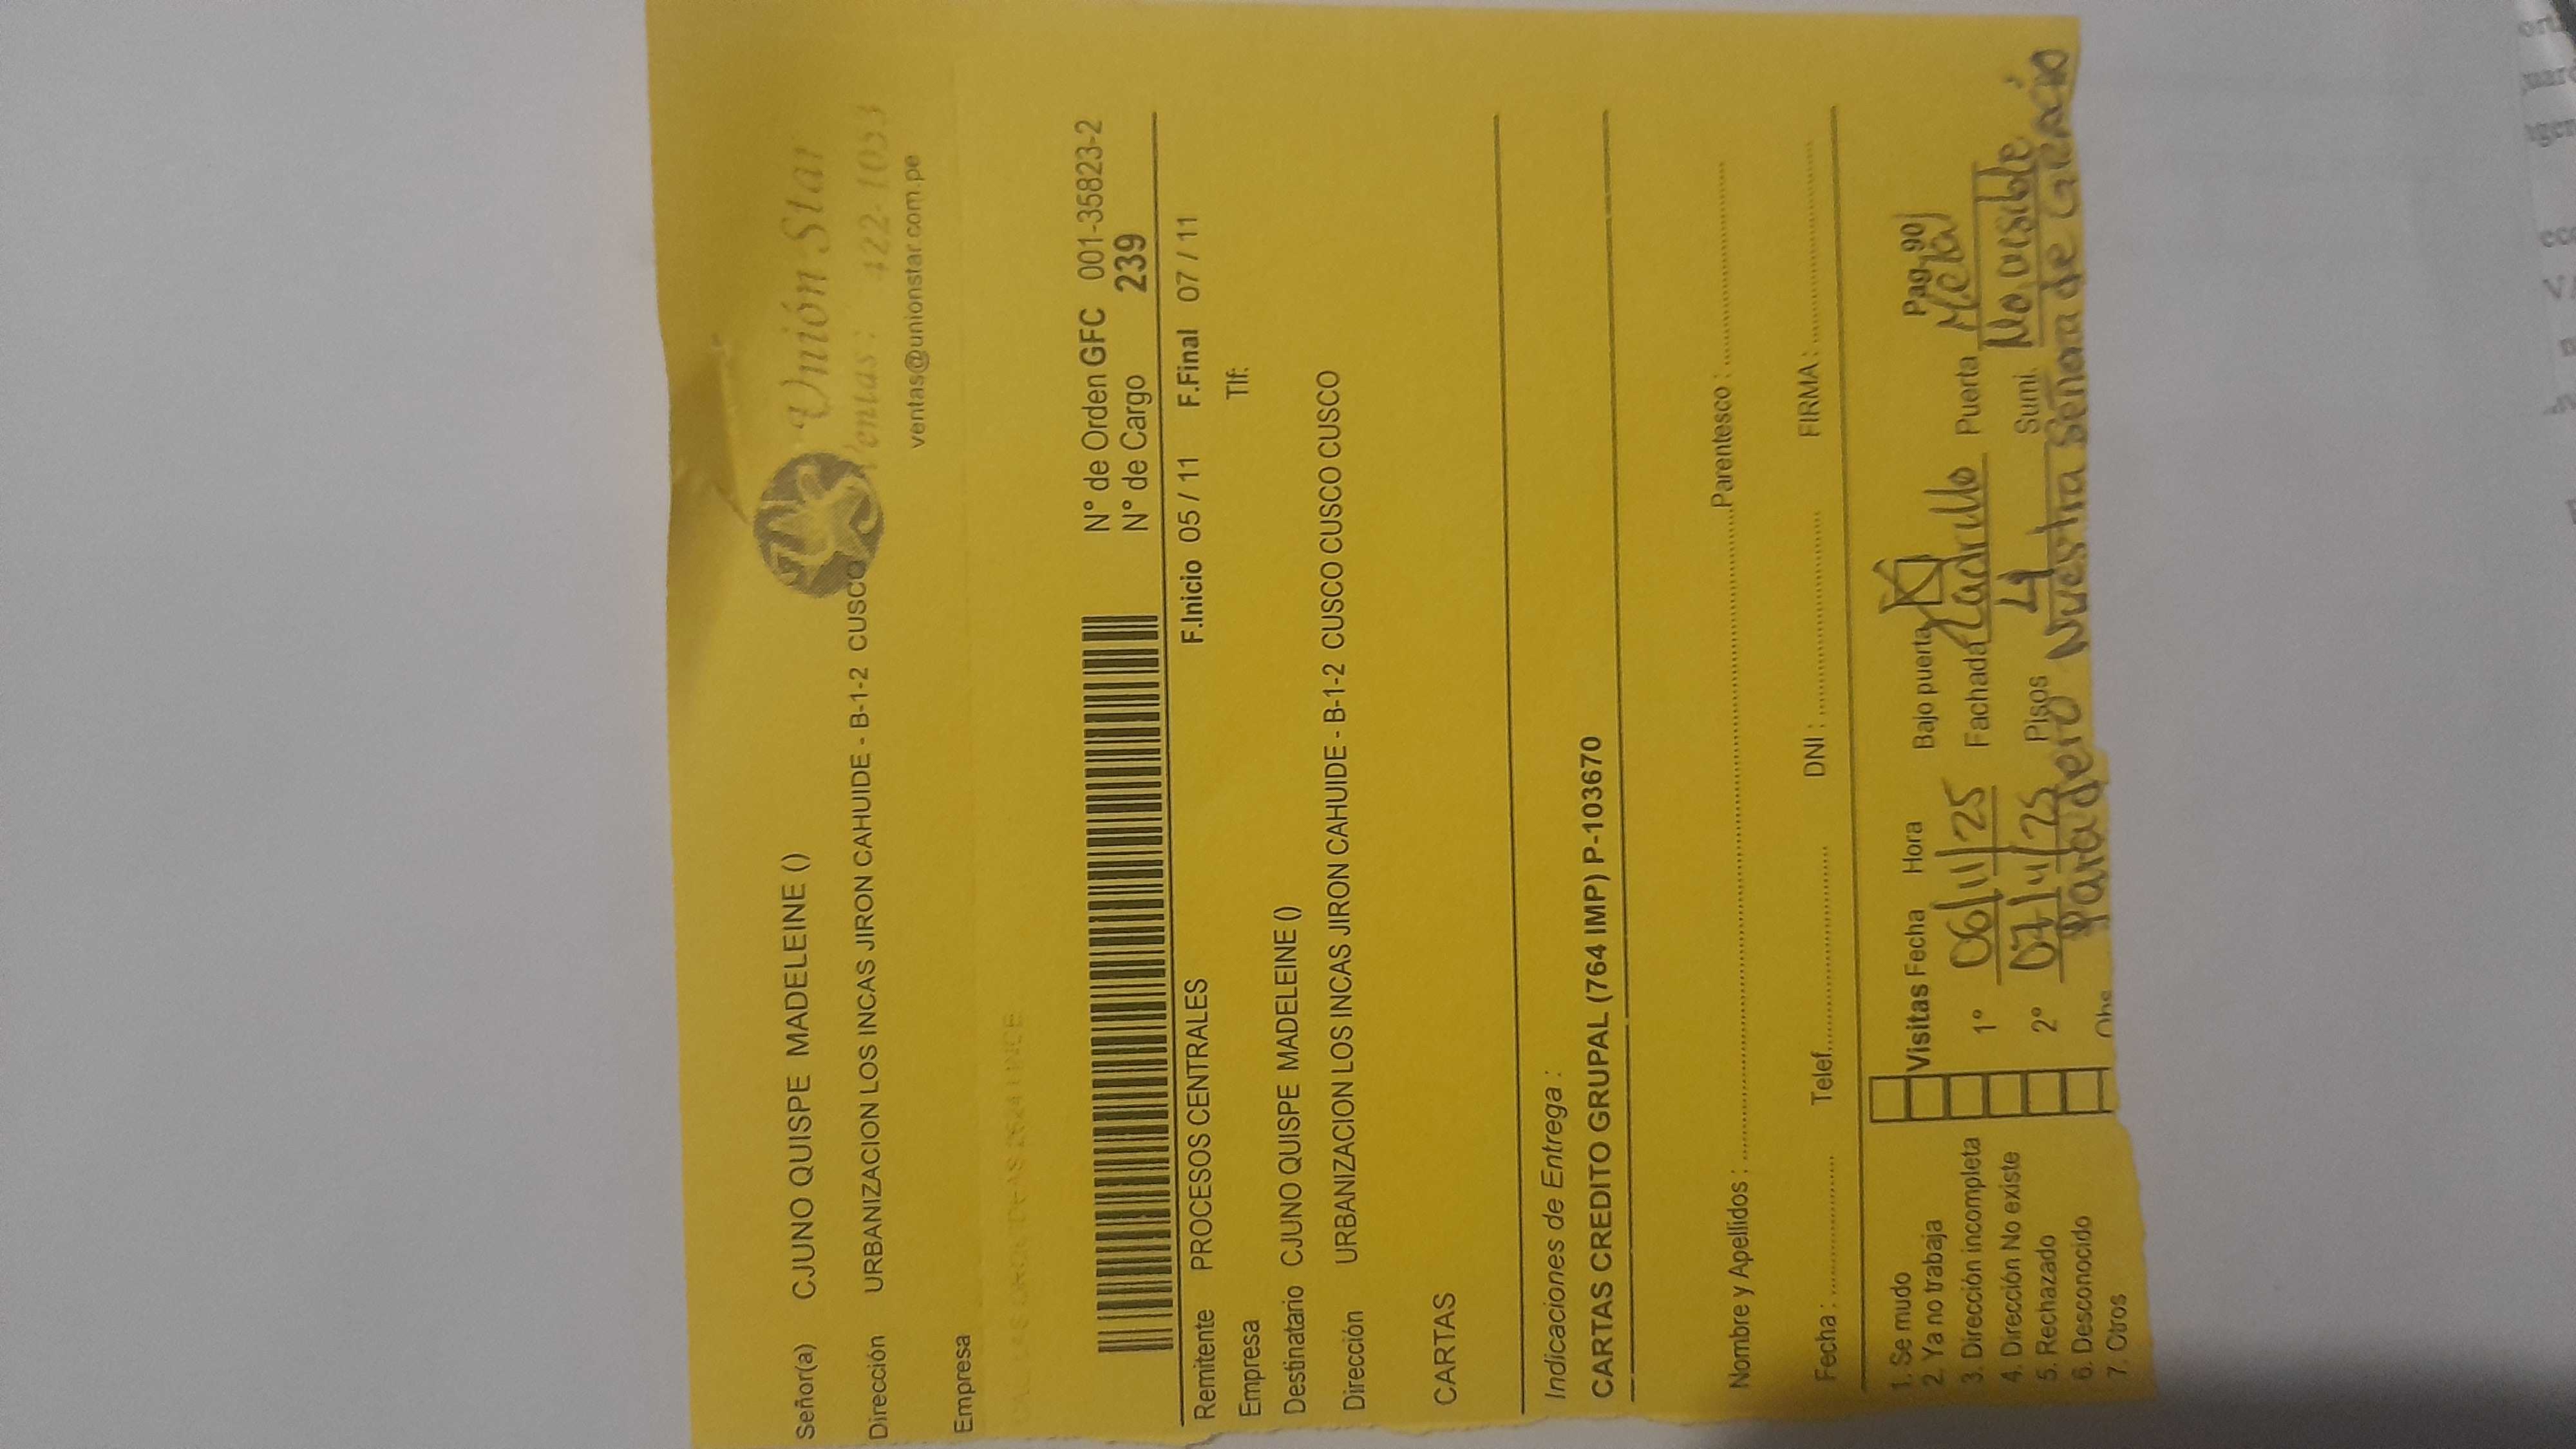 Señor(a) CJUNO QUISPE MADELEINE ()
Unión Star
Dirección URBANIZACION LOS INCAS JIRON CAHUIDE - B-1-2 CUSCO
422-1053
ventas@unionstar.com.pe
Empresa
N° de Orden GFC 001-35823-2
N° de Cargo 239
Remitente PROCESOS CENTRALES F.Inicio 05 / 11 F.Final 07 / 11
Empresa Tlf:
Destinatario CJUNO QUISPE MADELEINE ()
Dirección URBANIZACION LOS INCAS JIRON CAHUIDE - B-1-2 CUSCO CUSCO CUSCO
CARTAS
Indicaciones de Entrega :
CARTAS CREDITO GRUPAL (764 IMP) P-103670
Nombre y Apellidos : Parentesco :
Fecha : Telef. DNI : FIRMA :
1. Se mudo Visitas Fecha Hora Bajo puerta X Pag-90
2. Ya no trabaja 1° 06/11/25 Fachada Ladrillo Puerta Metal
3. Dirección incompleta 2° 07/11/25 Pisos 4 Sumi. No visible
4. Dirección No existe Obs Paradero Nuestra Señora de Gracia
5. Rechazado
6. Desconocido
7. Otros